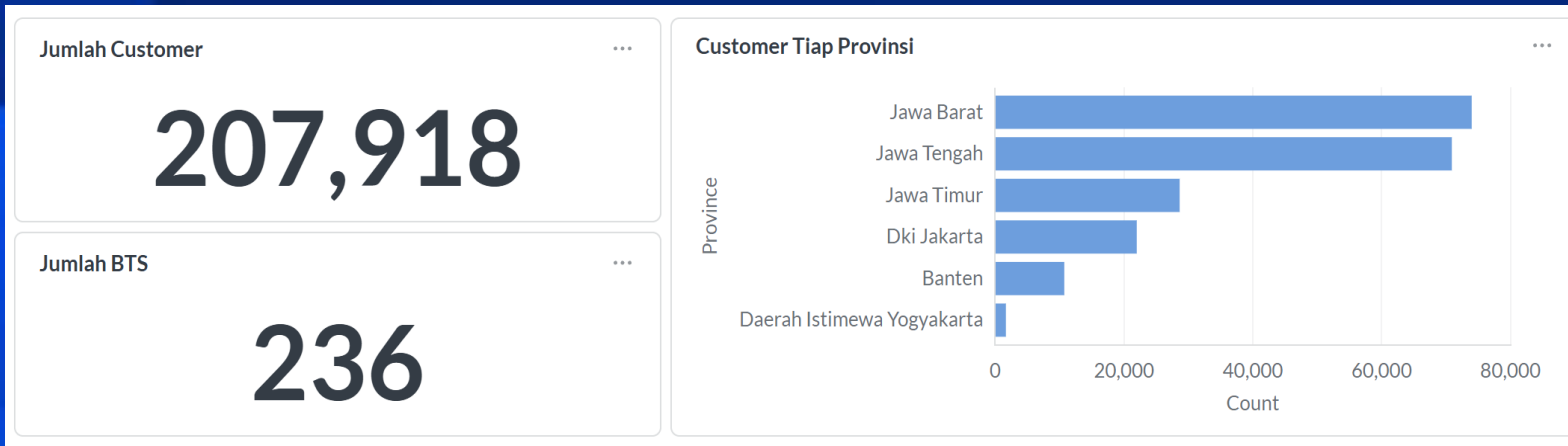 Jumlah Customer
207,918
Jumlah BTS
236
Customer Tiap Provinsi
Province
Jawa Barat
Jawa Tengah
Jawa Timur
Dki Jakarta
Banten
Daerah Istimewa Yogyakarta
0 20,000 40,000 60,000 80,000
Count